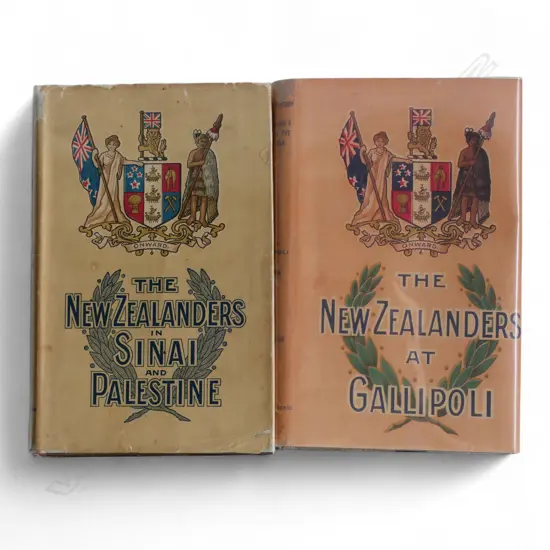 ONWARD
THE
NEW ZEALANDERS
IN
SINAI
AND
PALESTINE
ONWARD
THE
NEW ZEALANDERS
AT
GALLIPOLI